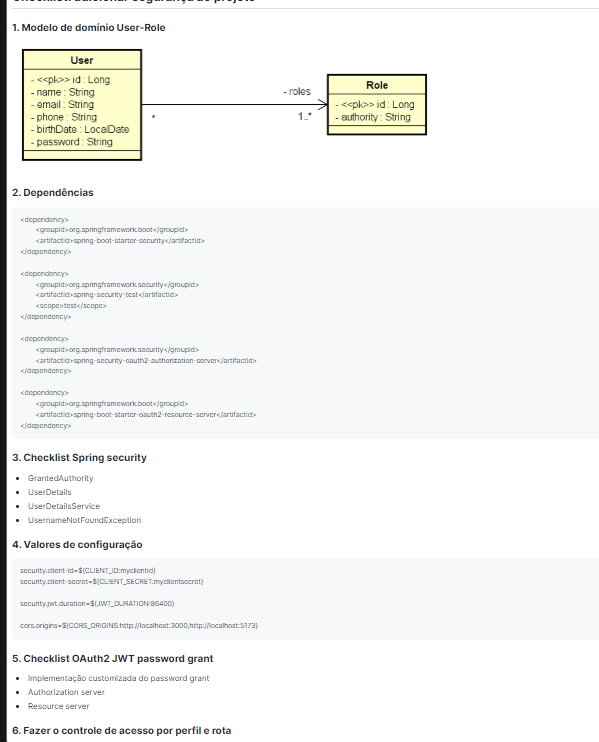 Checklist: adicionar segurança ao projeto
1. Modelo de domínio User-Role
User
- <<pk>> id : Long
- name : String
- email : String
- phone : String
- birthDate : LocalDate
- password : String
*
- roles
1..*
Role
- <<pk>> id : Long
- authority : String
2. Dependências
<dependency>
<groupId>org.springframework.boot</groupId>
<artifactId>spring-boot-starter-security</artifactId>
</dependency>
<dependency>
<groupId>org.springframework.security</groupId>
<artifactId>spring-security-test</artifactId>
<scope>test</scope>
</dependency>
<dependency>
<groupId>org.springframework.security</groupId>
<artifactId>spring-security-oauth2-authorization-server</artifactId>
</dependency>
<dependency>
<groupId>org.springframework.boot</groupId>
<artifactId>spring-boot-starter-oauth2-resource-server</artifactId>
</dependency>
3. Checklist Spring security
• GrantedAuthority
• UserDetails
• UserDetailsService
• UsernameNotFoundException
4. Valores de configuração
security.client-id=${CLIENT_ID:myclientid}
security.client-secret=${CLIENT_SECRET:myclientsecret}
security.jwt.duration=${JWT_DURATION:86400}
cors.origins=${CORS_ORIGINS:http://localhost:3000,http://localhost:5173}
5. Checklist OAuth2 JWT password grant
• Implementação customizada do password grant
• Authorization server
• Resource server
6. Fazer o controle de acesso por perfil e rota